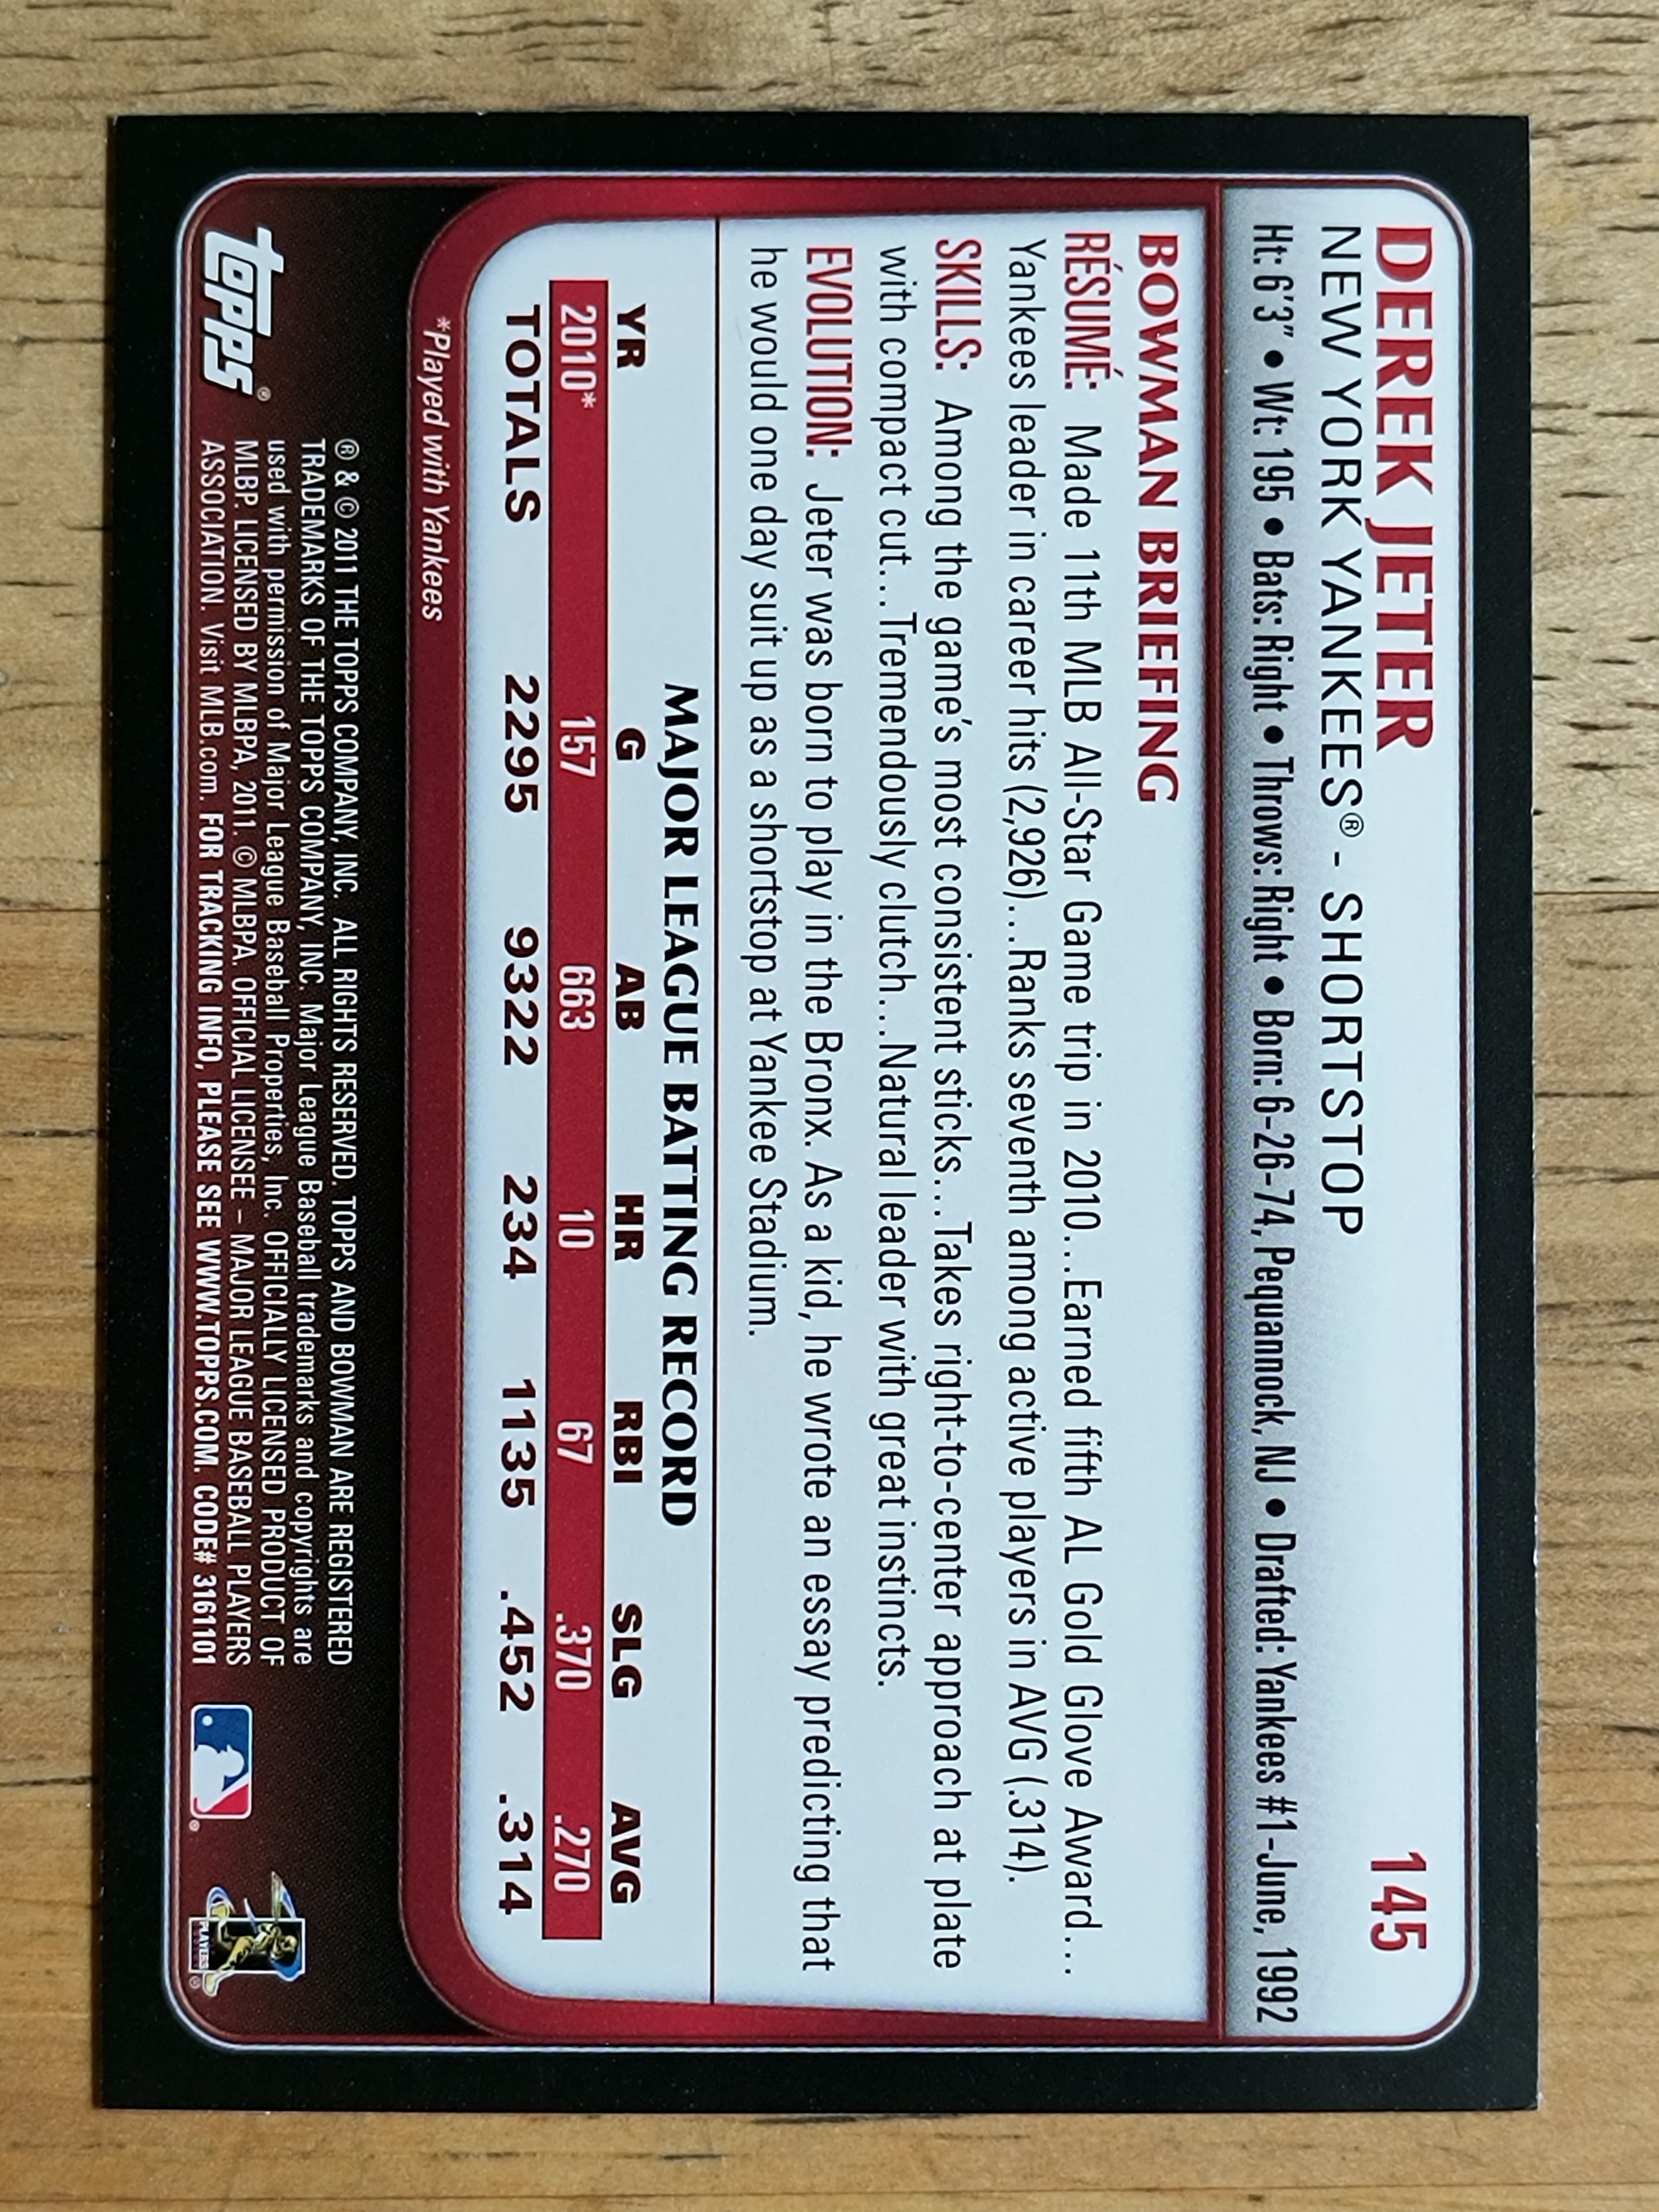 DEREK JETER 145
NEW YORK YANKEES® - SHORTSTOP
Ht: 6'3" • Wt: 195 • Bats: Right • Throws: Right • Born: 6-26-74, Pequannock, NJ • Drafted: Yankees #1-June, 1992
BOWMAN BRIEFING
RÉSUMÉ: Made 11th MLB All-Star Game trip in 2010...Earned fifth AL Gold Glove Award...
Yankees leader in career hits (2,926)...Ranks seventh among active players in AVG (.314).
SKILLS: Among the game's most consistent sticks...Takes right-to-center approach at plate
with compact cut...Tremendously clutch...Natural leader with great instincts.
EVOLUTION: Jeter was born to play in the Bronx. As a kid, he wrote an essay predicting that
he would one day suit up as a shortstop at Yankee Stadium.
MAJOR LEAGUE BATTING RECORD
YR G AB HR RBI SLG AVG
2010* 157 663 10 67 .370 .270
TOTALS 2295 9322 234 1135 .452 .314
*Played with Yankees
® & © 2011 THE TOPPS COMPANY, INC. ALL RIGHTS RESERVED. TOPPS AND BOWMAN ARE REGISTERED
TRADEMARKS OF THE TOPPS COMPANY, INC. Major League Baseball trademarks and copyrights are
used with permission of Major League Baseball Properties, Inc. OFFICIALLY LICENSED PRODUCT OF
MLBP. LICENSED BY MLBPA, 2011. © MLBPA. OFFICIAL LICENSEE – MAJOR LEAGUE BASEBALL PLAYERS
ASSOCIATION. Visit MLB.com. FOR TRACKING INFO, PLEASE SEE WWW.TOPPS.COM. CODE# 3161101
topps®
PLAYERS